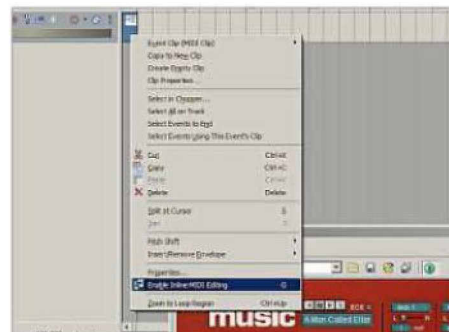 Event Clip (MIDI Clip)
Copy to New Clip
Create Empty Clip
Clip Properties...
Select in Chopper...
Select All on Track
Select Events to End
Select Events Using This Event's Clip
Cut Ctrl+X
Copy Ctrl+C
Paste
Delete Delete
Split at Cursor S
Pitch Shift
Insert/Remove Envelope
Properties...
Enable Inline MIDI Editing
Zoom to Loop Region Ctrl+Up
music